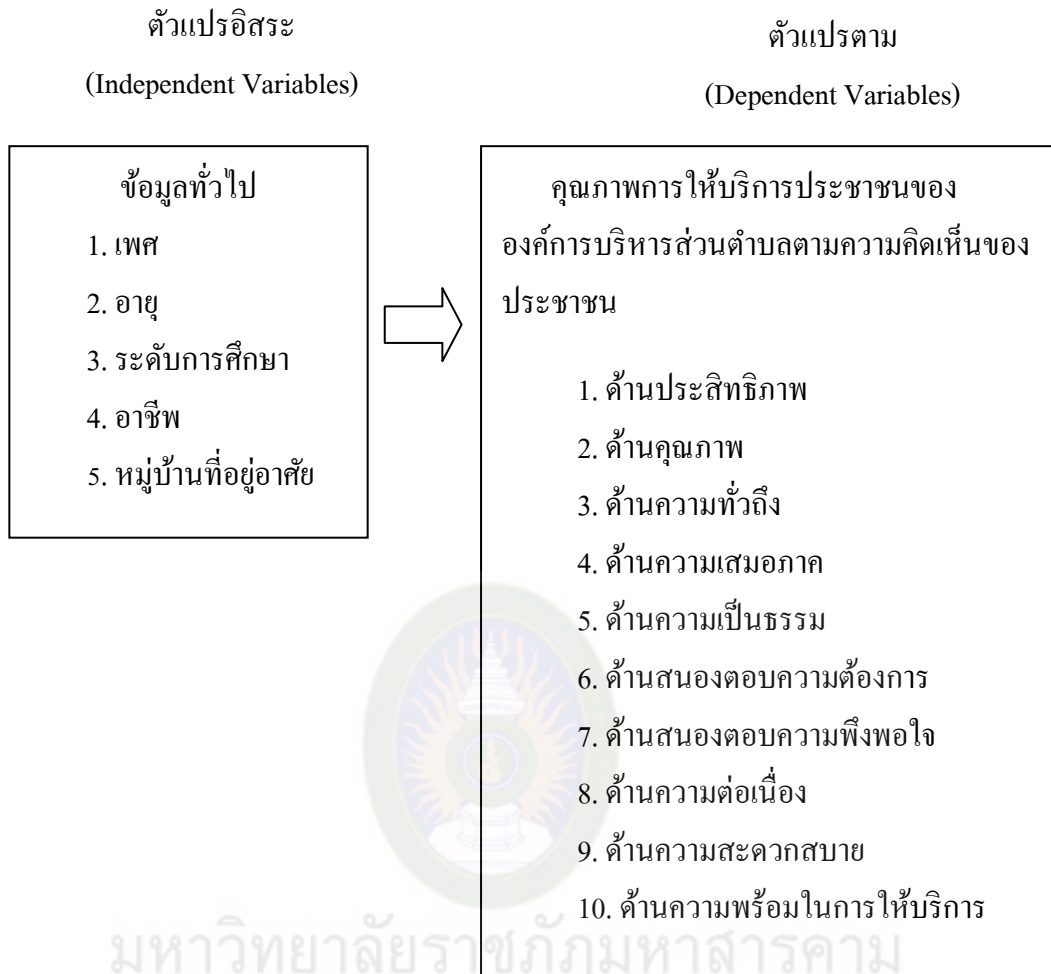 ตัวแปรอิสระ
(Independent Variables)
ตัวแปรตาม
(Dependent Variables)
ข้อมูลทั่วไป
1. เพศ
2. อายุ
3. ระดับการศึกษา
4. อาชีพ
5. หมู่บ้านที่อยู่อาศัย
คุณภาพการให้บริการประชาชนของ
องค์การบริหารส่วนตำบลตามความคิดเห็นของ
ประชาชน
1. ด้านประสิทธิภาพ
2. ด้านคุณภาพ
3. ด้านความทั่วถึง
4. ด้านความเสมอภาค
5. ด้านความเป็นธรรม
6. ด้านสนองตอบความต้องการ
7. ด้านสนองตอบความพึงพอใจ
8. ด้านความต่อเนื่อง
9. ด้านความสะดวกสบาย
10. ด้านความพร้อมในการให้บริการ
มหาวิทยาลัยราชภัฏมหาสารคาม